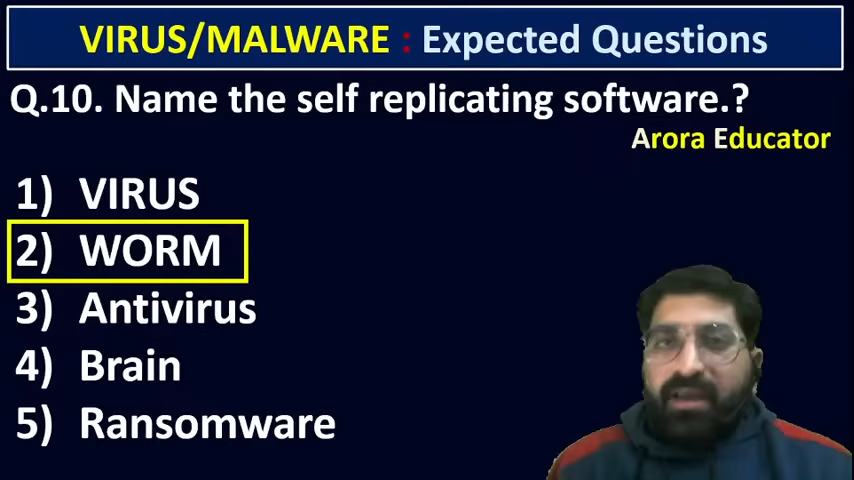 VIRUS/MALWARE : Expected Questions
Q.10. Name the self replicating software.?
Arora Educator
1) VIRUS
2) WORM
3) Antivirus
4) Brain
5) Ransomware